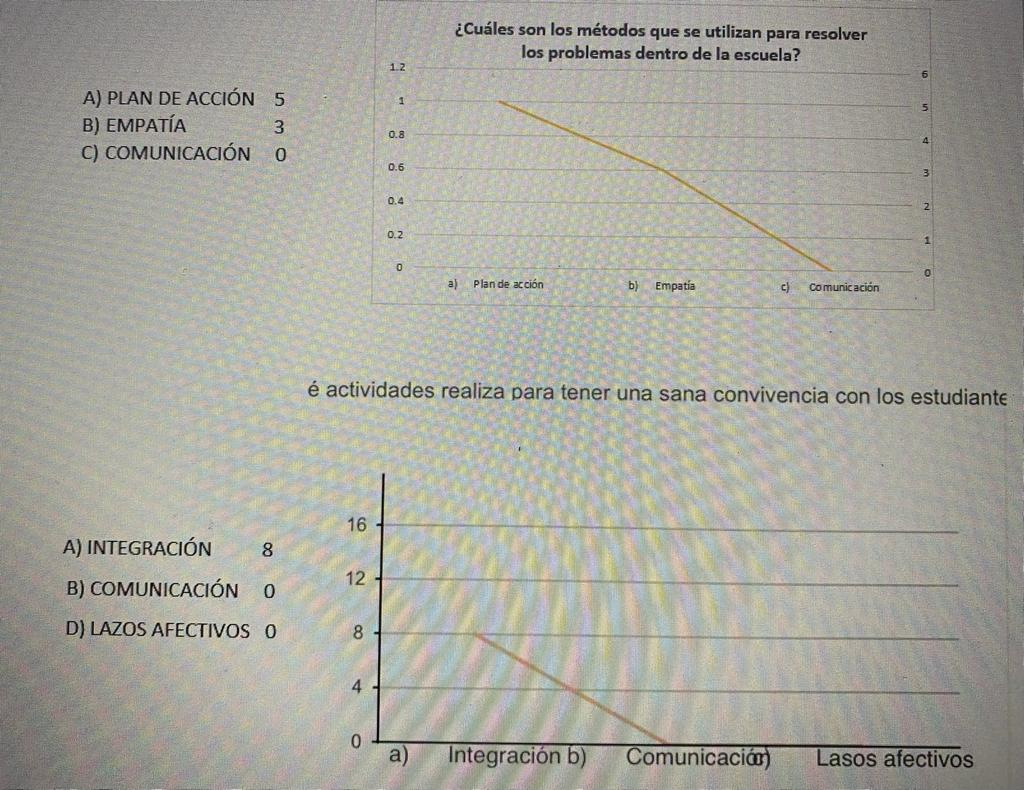 ¿Cuáles son los métodos que se utilizan para resolver
los problemas dentro de la escuela?
A) PLAN DE ACCIÓN 5
B) EMPATÍA 3
C) COMUNICACIÓN 0
1.2
1
0.8
0.6
0.4
0.2
0
6
5
4
3
2
1
0
a) Plan de acción b) Empatía c) Comunicación
é actividades realiza para tener una sana convivencia con los estudiante
A) INTEGRACIÓN 8
B) COMUNICACIÓN 0
D) LAZOS AFECTIVOS 0
16
12
8
4
0
a) Integración b) Comunicación) Lasos afectivos